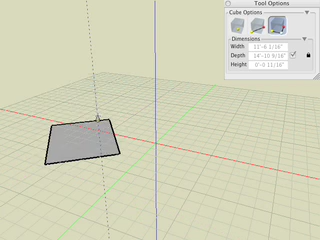 Tool Options
Cube Options
Dimensions
Width 11'-6 1/16"
Depth 14'-10 9/16"
Height 0'-0 11/16"